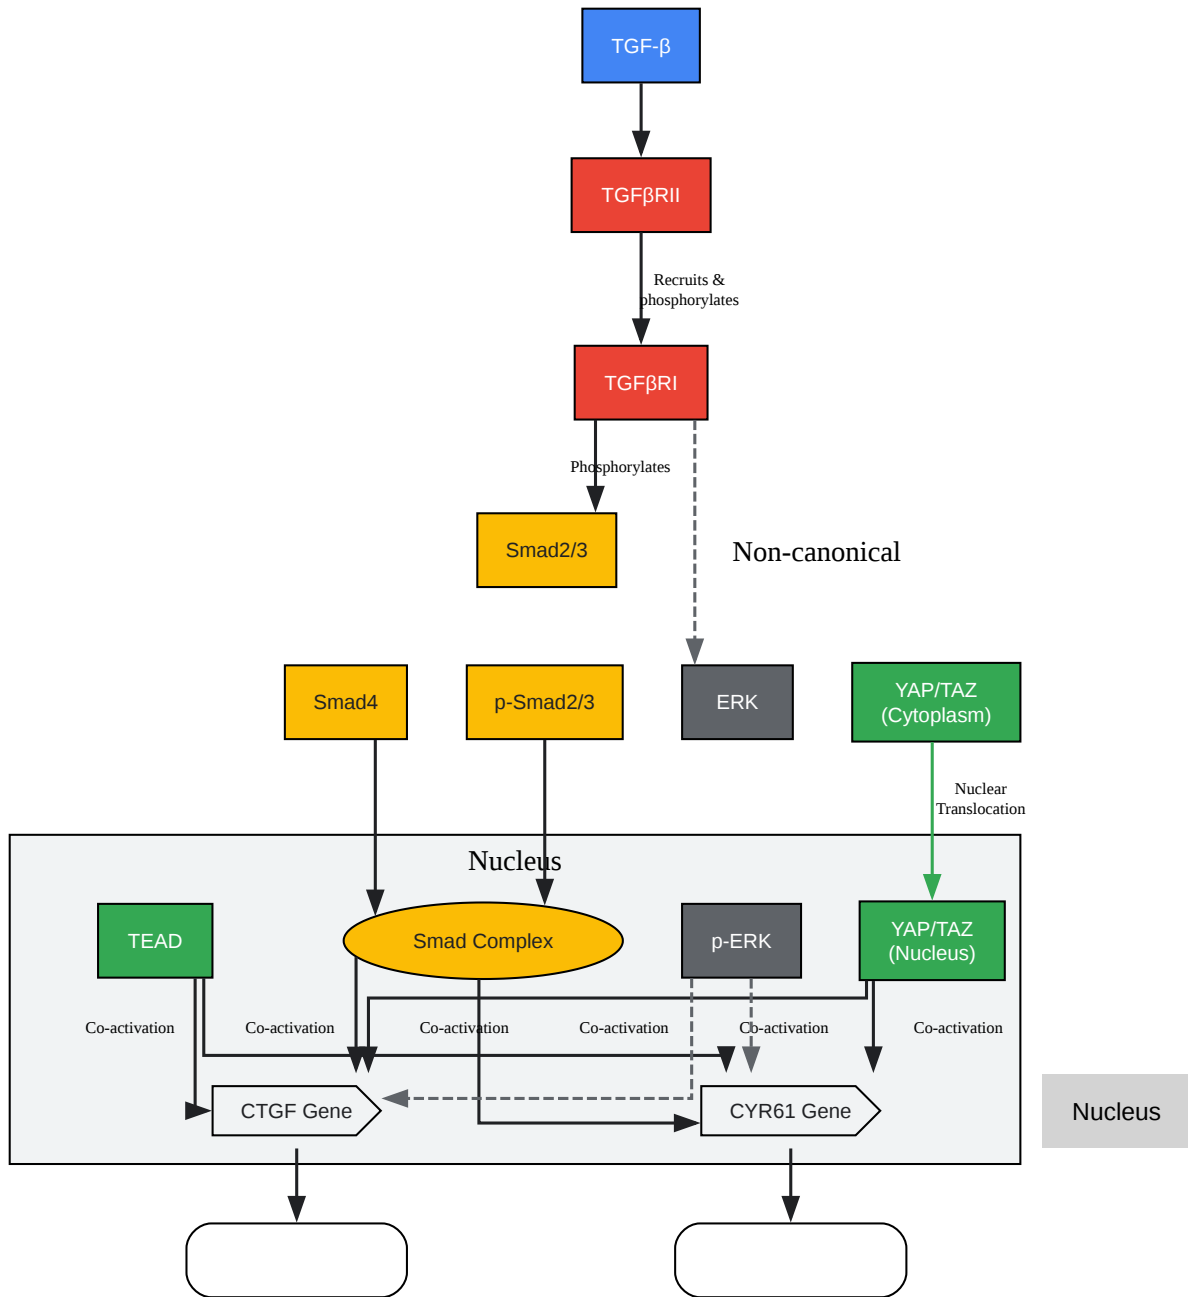 TGF-β
TGFβRII
Recruits &
phosphorylates
TGFβRI
Phosphorylates
Smad2/3
Non-canonical
Smad4
p-Smad2/3
ERK
YAP/TAZ
(Cytoplasm)
Nuclear
Translocation
Nucleus
TEAD
Smad Complex
p-ERK
YAP/TAZ
(Nucleus)
Co-activation
Co-activation
Co-activation
Co-activation
Co-activation
Co-activation
CTGF Gene
CYR61 Gene
Nucleus